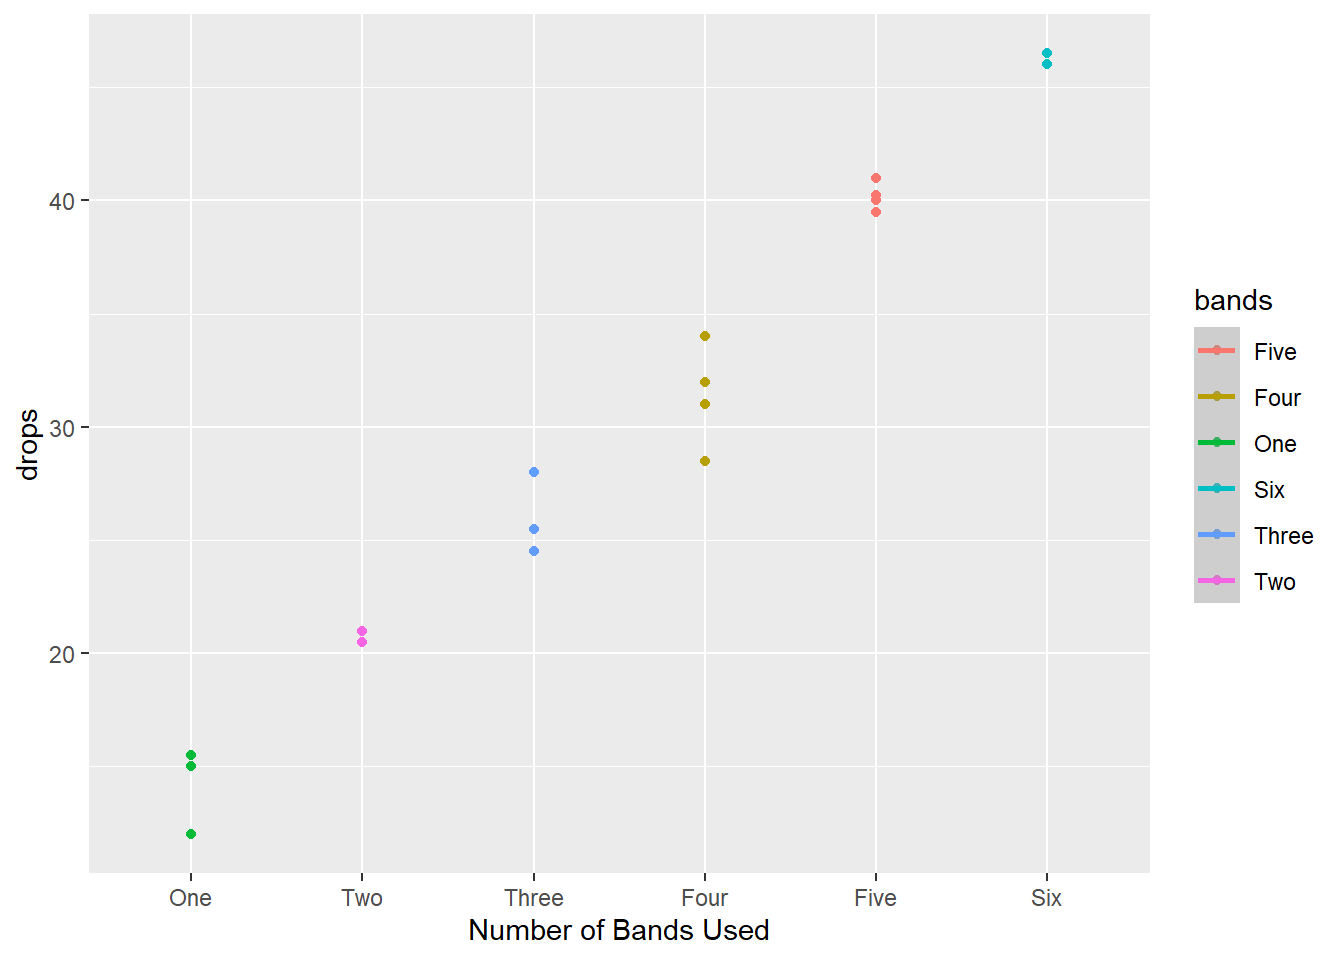 drops
40
30
20
One Two Three Four Five Six
Number of Bands Used
bands
Five
Four
One
Six
Three
Two